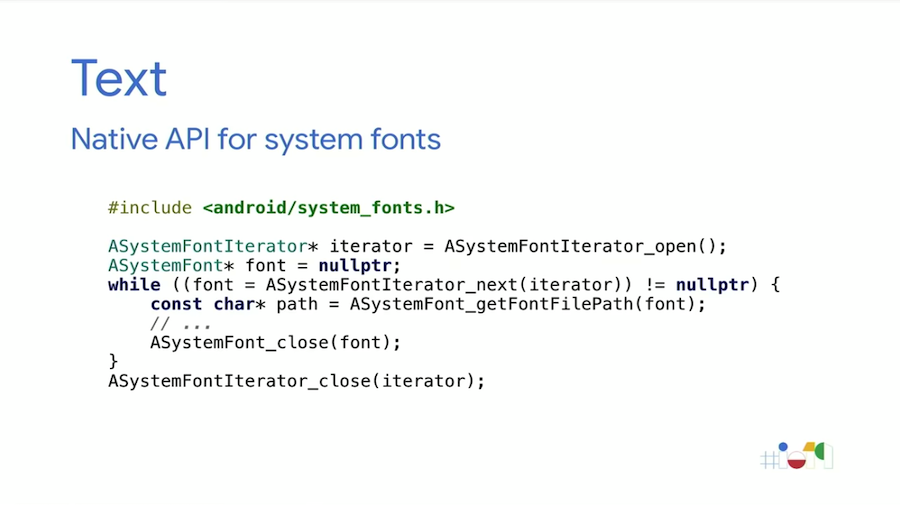 Text
Native API for system fonts
#include <android/system_fonts.h>
ASystemFontIterator* iterator = ASystemFontIterator_open();
ASystemFont* font = nullptr;
while ((font = ASystemFontIterator_next(iterator)) != nullptr) {
    const char* path = ASystemFont_getFontFilePath(font);
    // ...
    ASystemFont_close(font);
}
ASystemFontIterator_close(iterator);
#io19